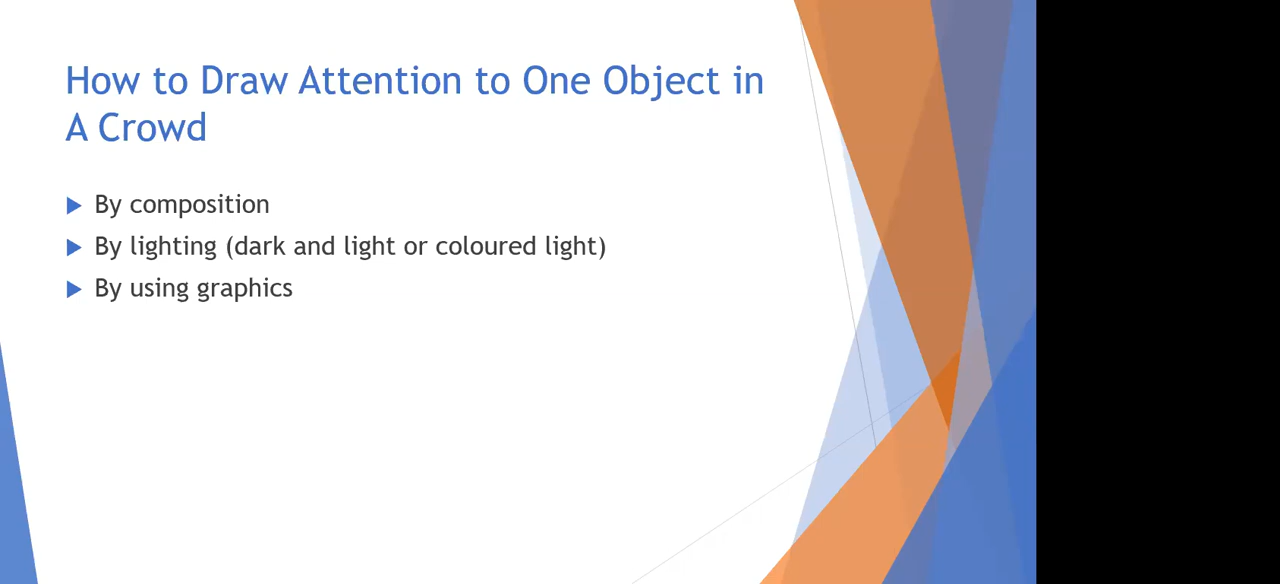 How to Draw Attention to One Object in
A Crowd
By composition
By lighting (dark and light or coloured light)
By using graphics